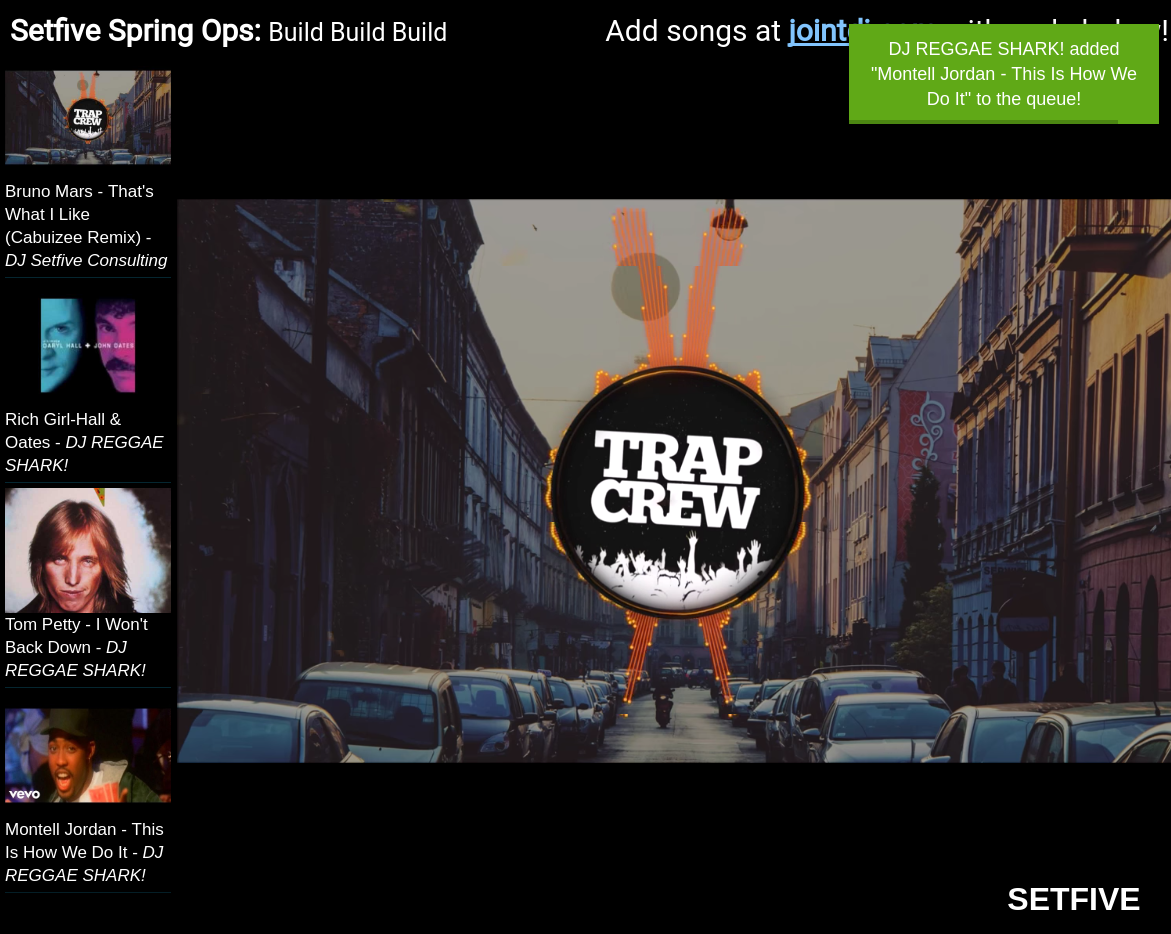 Setfive Spring Ops: Build Build Build
Add songs at
DJ REGGAE SHARK! added
"Montell Jordan - This Is How We
Do It" to the queue!
TRAP
CREW
Bruno Mars - That's
What I Like
(Cabuizee Remix) -
DJ Setfive Consulting
DARYL HALL + JOHN OATES
Rich Girl-Hall &
Oates - DJ REGGAE
SHARK!
Tom Petty - I Won't
Back Down - DJ
REGGAE SHARK!
vevo
Montell Jordan - This
Is How We Do It - DJ
REGGAE SHARK!
TRAP
CREW
SETFIVE